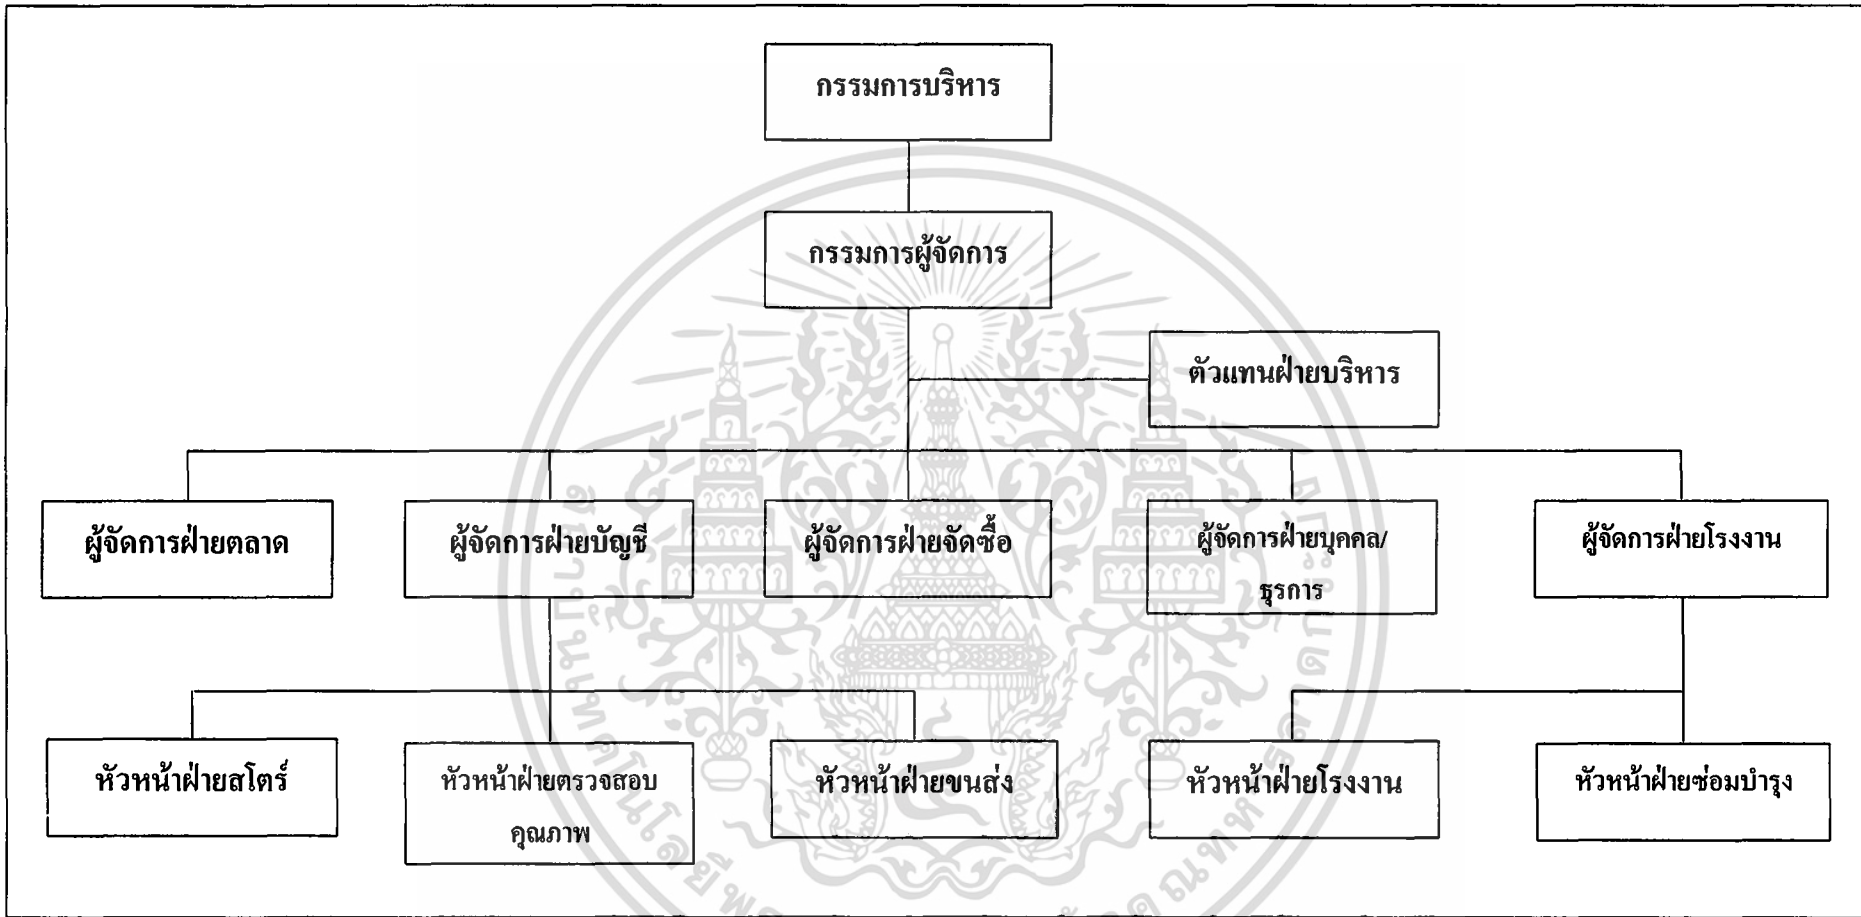 กรรมการบริหาร
กรรมการผู้จัดการ
ตัวแทนฝ่ายบริหาร
ผู้จัดการฝ่ายตลาด
ผู้จัดการฝ่ายบัญชี
ผู้จัดการฝ่ายจัดซื้อ
ผู้จัดการฝ่ายบุคคล/
ธุรการ
ผู้จัดการฝ่ายโรงงาน
หัวหน้าฝ่ายสโตร์
หัวหน้าฝ่ายตรวจสอบ
คุณภาพ
หัวหน้าฝ่ายขนส่ง
หัวหน้าฝ่ายโรงงาน
หัวหน้าฝ่ายซ่อมบำรุง